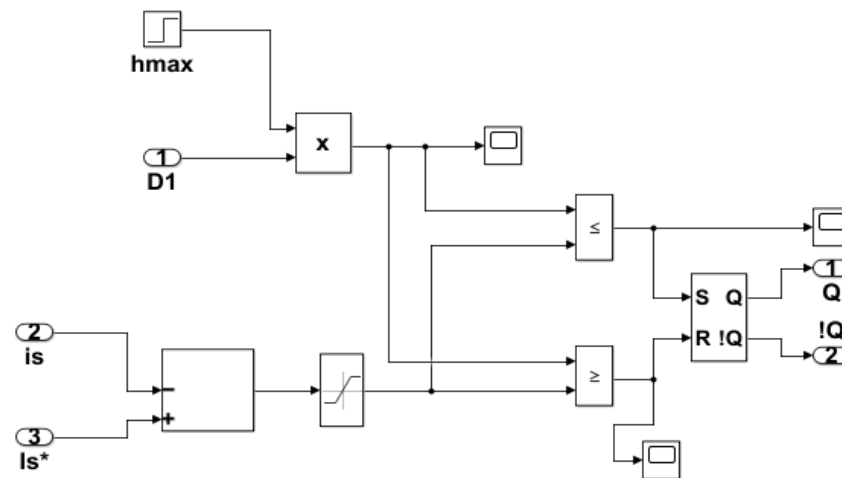 hmax
x
1
D1
≤
1
S Q
Q
2
is
R !Q
!Q
2
−
≥
+
3
Is*